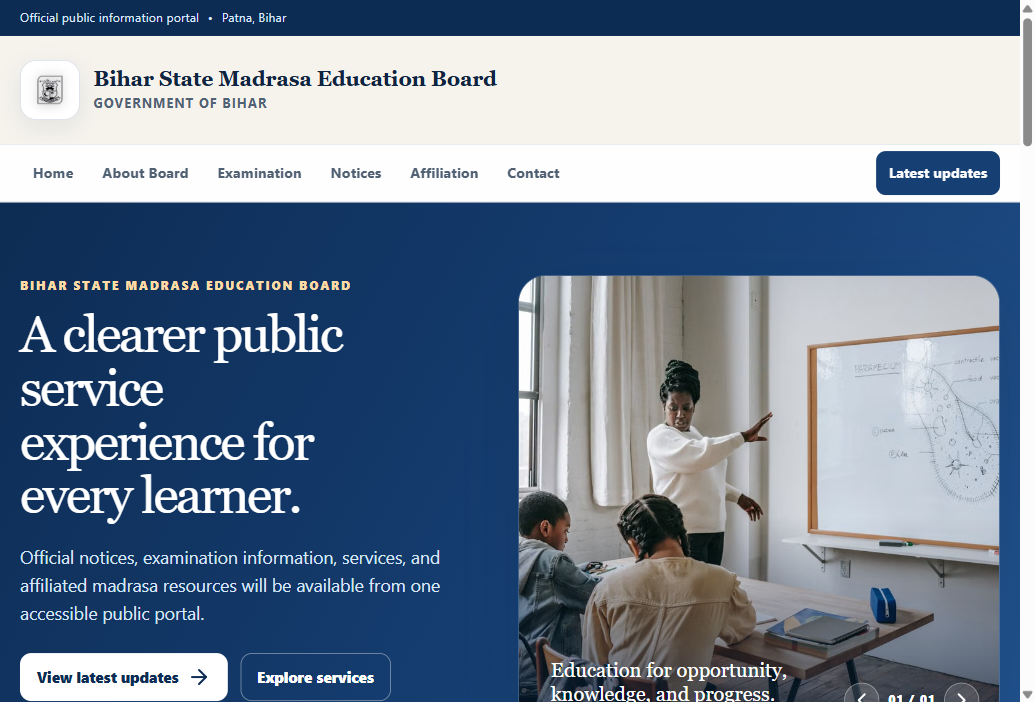 Official public information portal • Patna, Bihar
Bihar State Madrasa Education Board
GOVERNMENT OF BIHAR
Home
About Board
Examination
Notices
Affiliation
Contact
Latest updates
BIHAR STATE MADRASA EDUCATION BOARD
A clearer public
service
experience for
every learner.
Official notices, examination information, services, and
affiliated madrasa resources will be available from one
accessible public portal.
View latest updates
Explore services
PARAMECIUM
Education for opportunity,
knowledge, and progress.
01 / 01